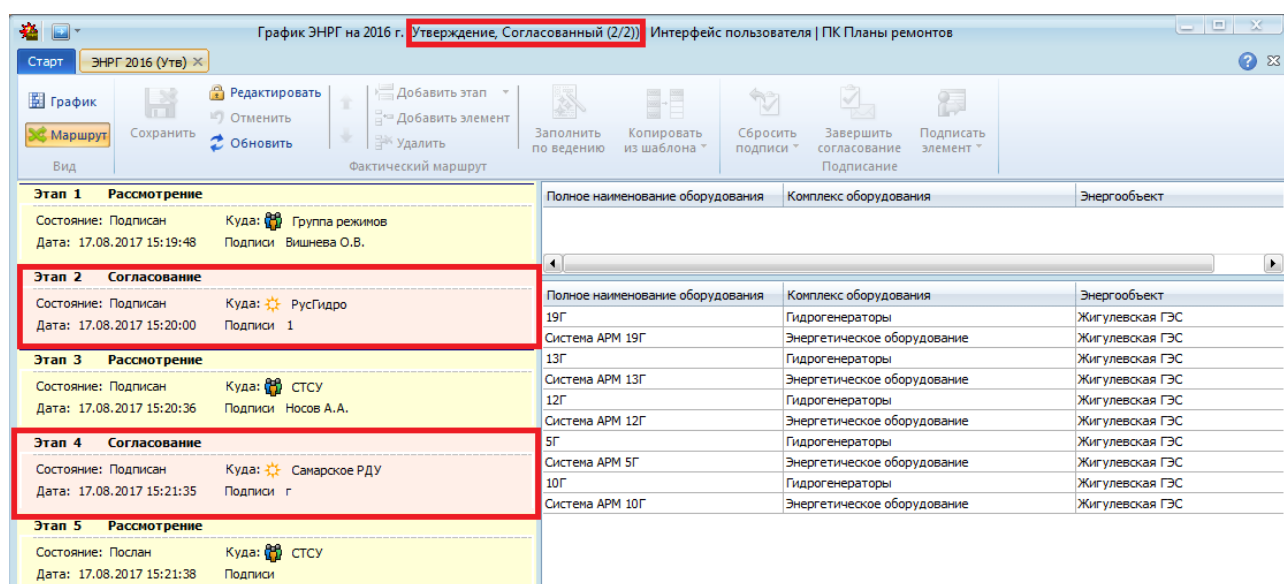 График ЭНРГ на 2016 г. (Утверждение, Согласованный (2/2)) Интерфейс пользователя | ПК Планы ремонтов
Старт ЭНРГ 2016 (Утв)
График
Маршрут
Вид
Сохранить
Редактировать
Отменить
Обновить
Добавить этап
Добавить элемент
Удалить
Фактический маршрут
Заполнить по ведению
Копировать из шаблона
Сбросить подписи
Завершить согласование
Подписать элемент
Подписание
Этап 1 Рассмотрение
Состояние: Подписан Куда: Группа режимов
Дата: 17.08.2017 15:19:48 Подписи Вишнева О.В.
Этап 2 Согласование
Состояние: Подписан Куда: РусГидро
Дата: 17.08.2017 15:20:00 Подписи 1
Этап 3 Рассмотрение
Состояние: Подписан Куда: СТСУ
Дата: 17.08.2017 15:20:36 Подписи Носов А.А.
Этап 4 Согласование
Состояние: Подписан Куда: Самарское РДУ
Дата: 17.08.2017 15:21:35 Подписи г
Этап 5 Рассмотрение
Состояние: Послан Куда: СТСУ
Дата: 17.08.2017 15:21:38 Подписи
Полное наименование оборудования Комплекс оборудования Энергообъект
Полное наименование оборудования Комплекс оборудования Энергообъект
19Г Гидрогенераторы Жигулевская ГЭС
Система АРМ 19Г Энергетическое оборудование Жигулевская ГЭС
13Г Гидрогенераторы Жигулевская ГЭС
Система АРМ 13Г Энергетическое оборудование Жигулевская ГЭС
12Г Гидрогенераторы Жигулевская ГЭС
Система АРМ 12Г Энергетическое оборудование Жигулевская ГЭС
5Г Гидрогенераторы Жигулевская ГЭС
Система АРМ 5Г Энергетическое оборудование Жигулевская ГЭС
10Г Гидрогенераторы Жигулевская ГЭС
Система АРМ 10Г Энергетическое оборудование Жигулевская ГЭС